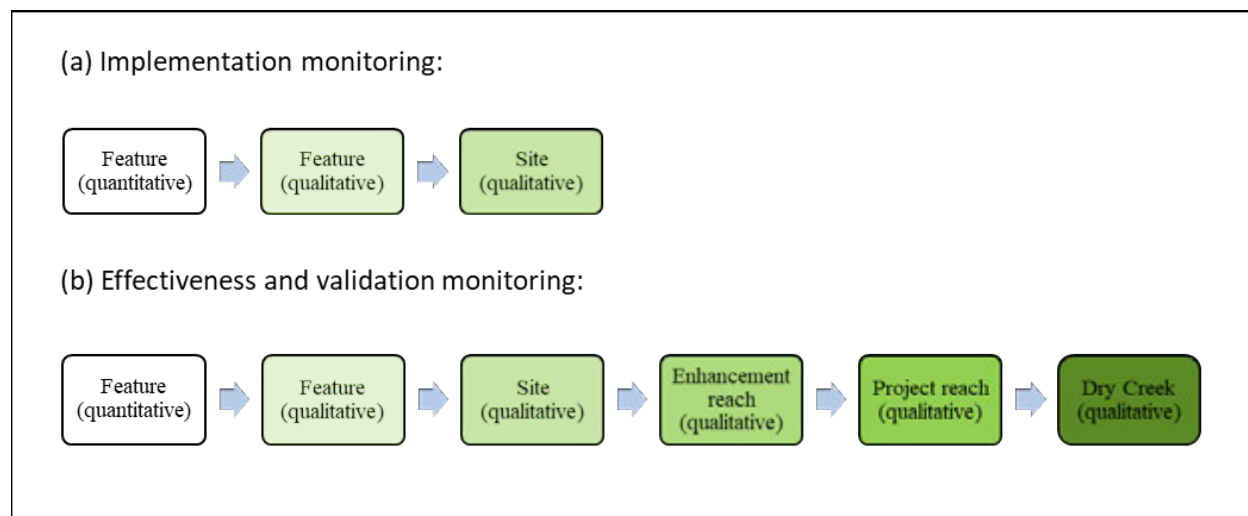 (a) Implementation monitoring:
Feature
(quantitative)
Feature
(qualitative)
Site
(qualitative)
(b) Effectiveness and validation monitoring:
Feature
(quantitative)
Feature
(qualitative)
Site
(qualitative)
Enhancement
reach
(qualitative)
Project reach
(qualitative)
Dry Creek
(qualitative)